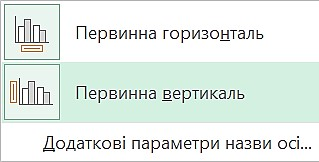 Первинна горизонталь
Первинна вертикаль
Додаткові параметри назви осі...